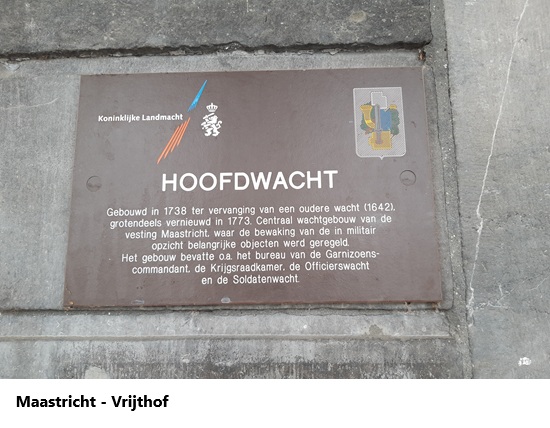 Koninklijke Landmacht
HOOFDWACHT
Gebouwd in 1738 ter vervanging van een oudere wacht (1642),
grotendeels vernieuwd in 1773. Centraal wachtgebouw van de
vesting Maastricht, waar de bewaking van de in militair
opzicht belangrijke objecten werd geregeld.
Het gebouw bevatte o.a. het bureau van de Garnizoens-
commandant, de Krijgsraadkamer, de Officierswacht
en de Soldatenwacht.
Maastricht - Vrijthof